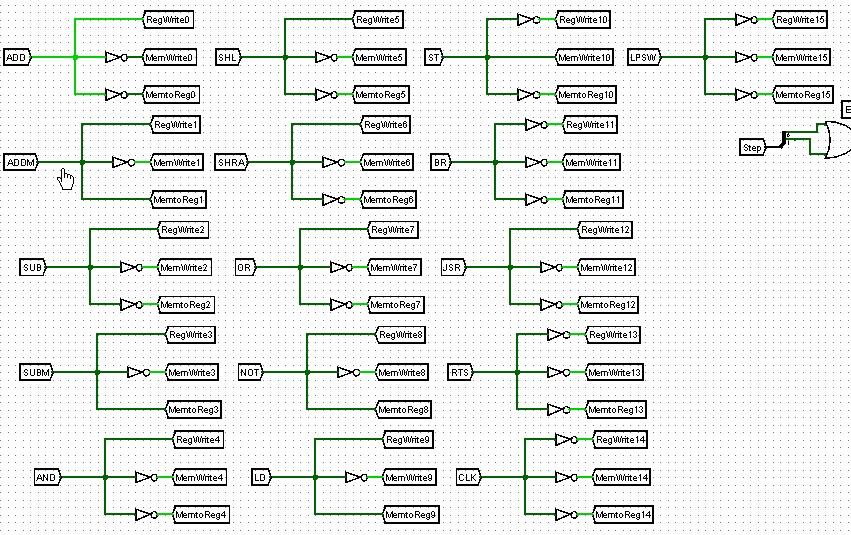 RegWrite0
ADD
MemWrite0
MemtoReg0
RegWrite1
ADDM
MemWrite1
MemtoReg1
RegWrite2
SUB
MemWrite2
MemtoReg2
RegWrite3
SUBM
MemWrite3
MemtoReg3
RegWrite4
AND
MemWrite4
MemtoReg4
RegWrite5
SHL
MemWrite5
MemtoReg5
RegWrite6
SHRA
MemWrite6
MemtoReg6
RegWrite7
OR
MemWrite7
MemtoReg7
RegWrite8
NOT
MemWrite8
MemtoReg8
RegWrite9
LD
MemWrite9
MemtoReg9
RegWrite10
ST
MemWrite10
MemtoReg10
RegWrite11
BR
MemWrite11
MemtoReg11
RegWrite12
JSR
MemWrite12
MemtoReg12
RegWrite13
RTS
MemWrite13
MemtoReg13
RegWrite14
CLK
MemWrite14
MemtoReg14
RegWrite15
LPSW
MemWrite15
MemtoReg15
Step